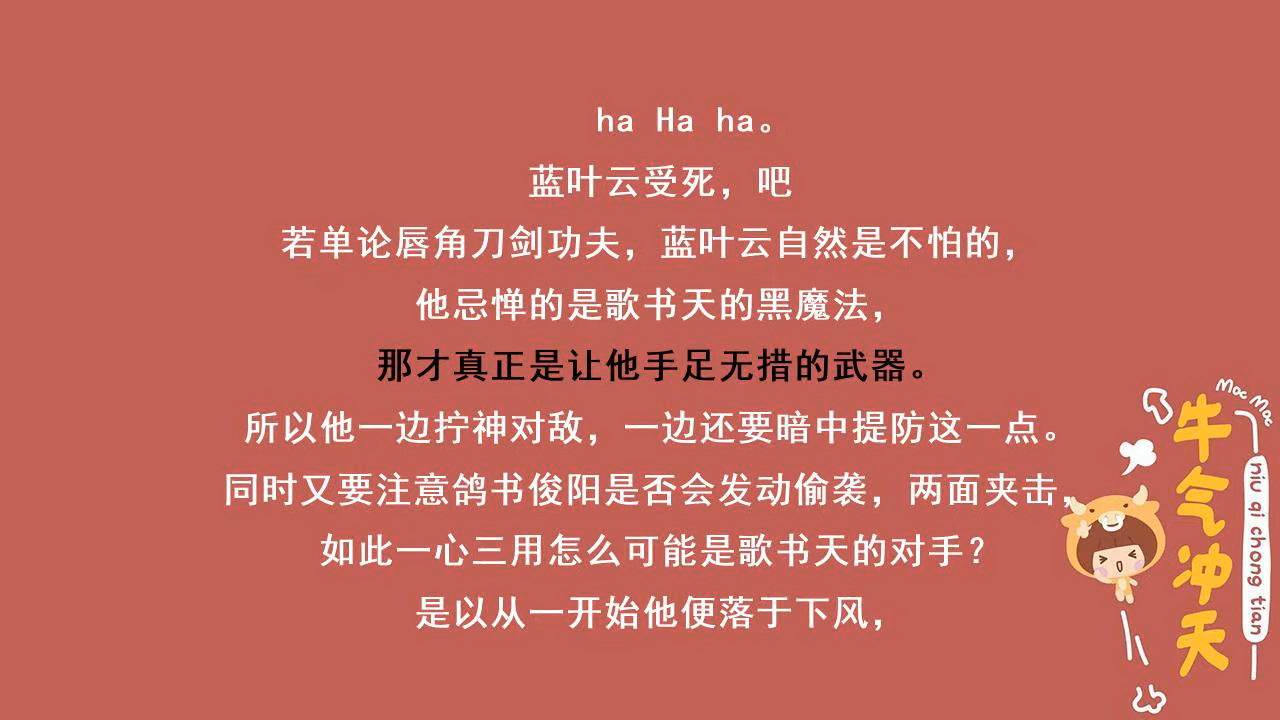 ha Ha ha。
蓝叶云受死，吧
若单论唇角刀剑功夫，蓝叶云自然是不怕的，
他忌惮的是歌书天的黑魔法，
那才真正是让他手足无措的武器。
所以他一边拧神对敌，一边还要暗中提防这一点。
同时又要注意鸽书俊阳是否会发动偷袭，两面夹击，
如此一心三用怎么可能是歌书天的对手？
是以从一开始他便落于下风，
Moc Moc
牛气冲天
niu qi chong tian